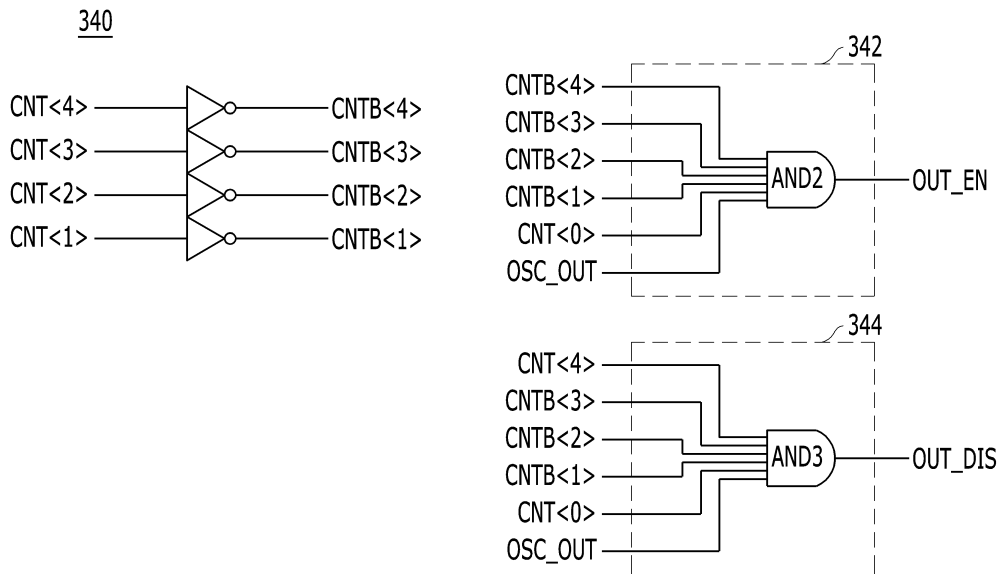 340
CNT<4>
CNTB<4>
CNT<3>
CNTB<3>
CNT<2>
CNTB<2>
CNT<1>
CNTB<1>
342
CNTB<4>
CNTB<3>
CNTB<2>
CNTB<1>
CNT<0>
OSC_OUT
AND2
OUT_EN
344
CNT<4>
CNTB<3>
CNTB<2>
CNTB<1>
CNT<0>
OSC_OUT
AND3
OUT_DIS